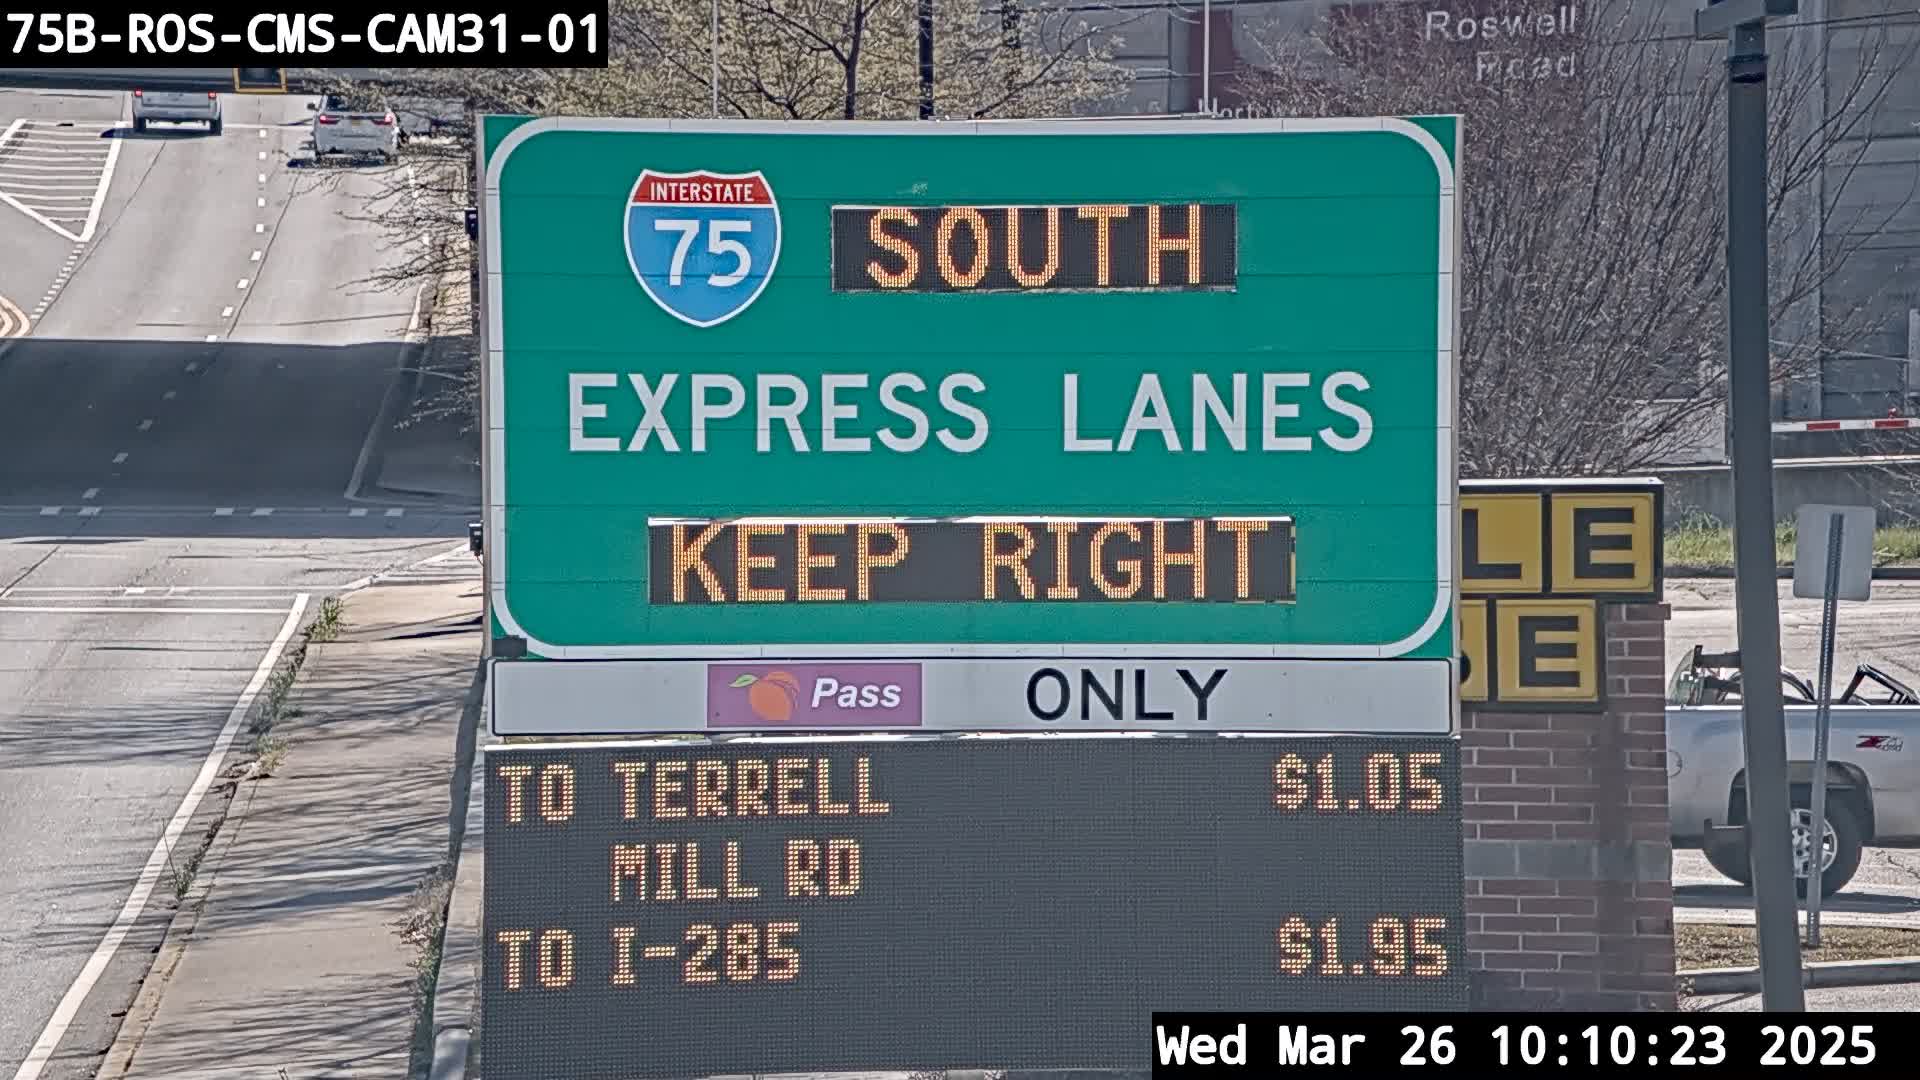 75B-ROS-CMS-CAM31-01
Roswell
Road
INTERSTATE
75
SOUTH
EXPRESS LANES
KEEP RIGHT
LE
E
Pass ONLY
TO TERRELL $1.05
MILL RD
TO I-285 $1.95
Wed Mar 26 10:10:23 2025